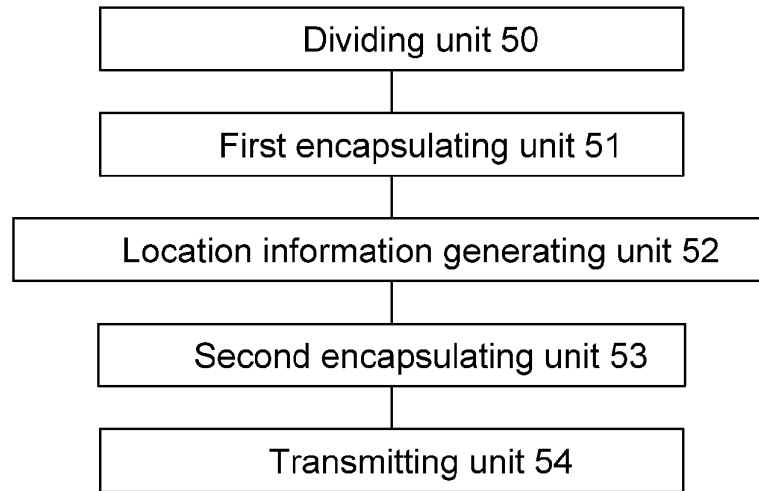 Dividing unit 50
First encapsulating unit 51
Location information generating unit 52
Second encapsulating unit 53
Transmitting unit 54